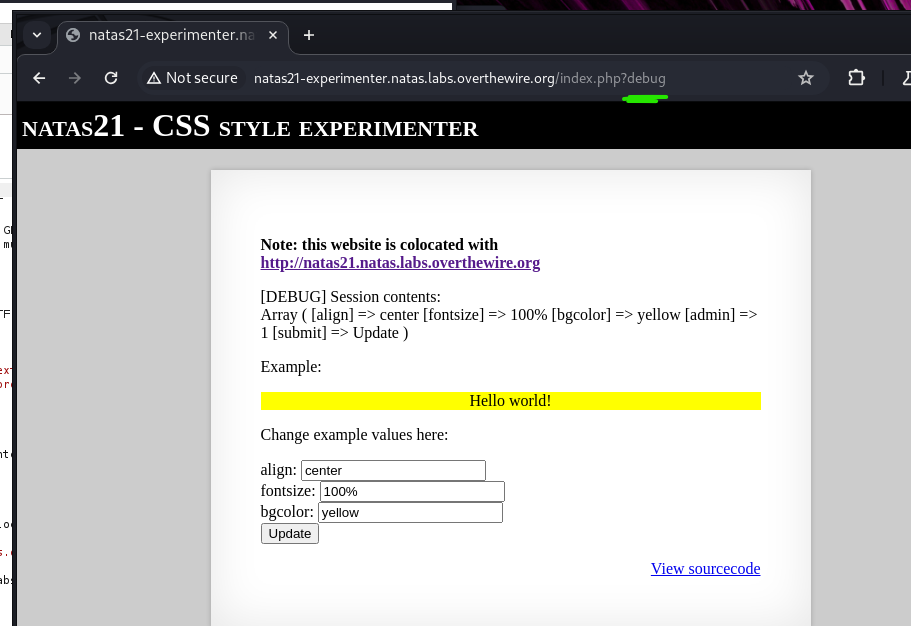 natas21-experimenter.na
Not secure
natas21-experimenter.natas.labs.overthewire.org/index.php?debug
NATAS21 - CSS STYLE EXPERIMENTER
Note: this website is colocated with
http://natas21.natas.labs.overthewire.org
[DEBUG] Session contents:
Array ( [align] => center [fontsize] => 100% [bgcolor] => yellow [admin] =>
1 [submit] => Update )
Example:
Hello world!
Change example values here:
align: center
fontsize: 100%
bgcolor: yellow
Update
View sourcecode